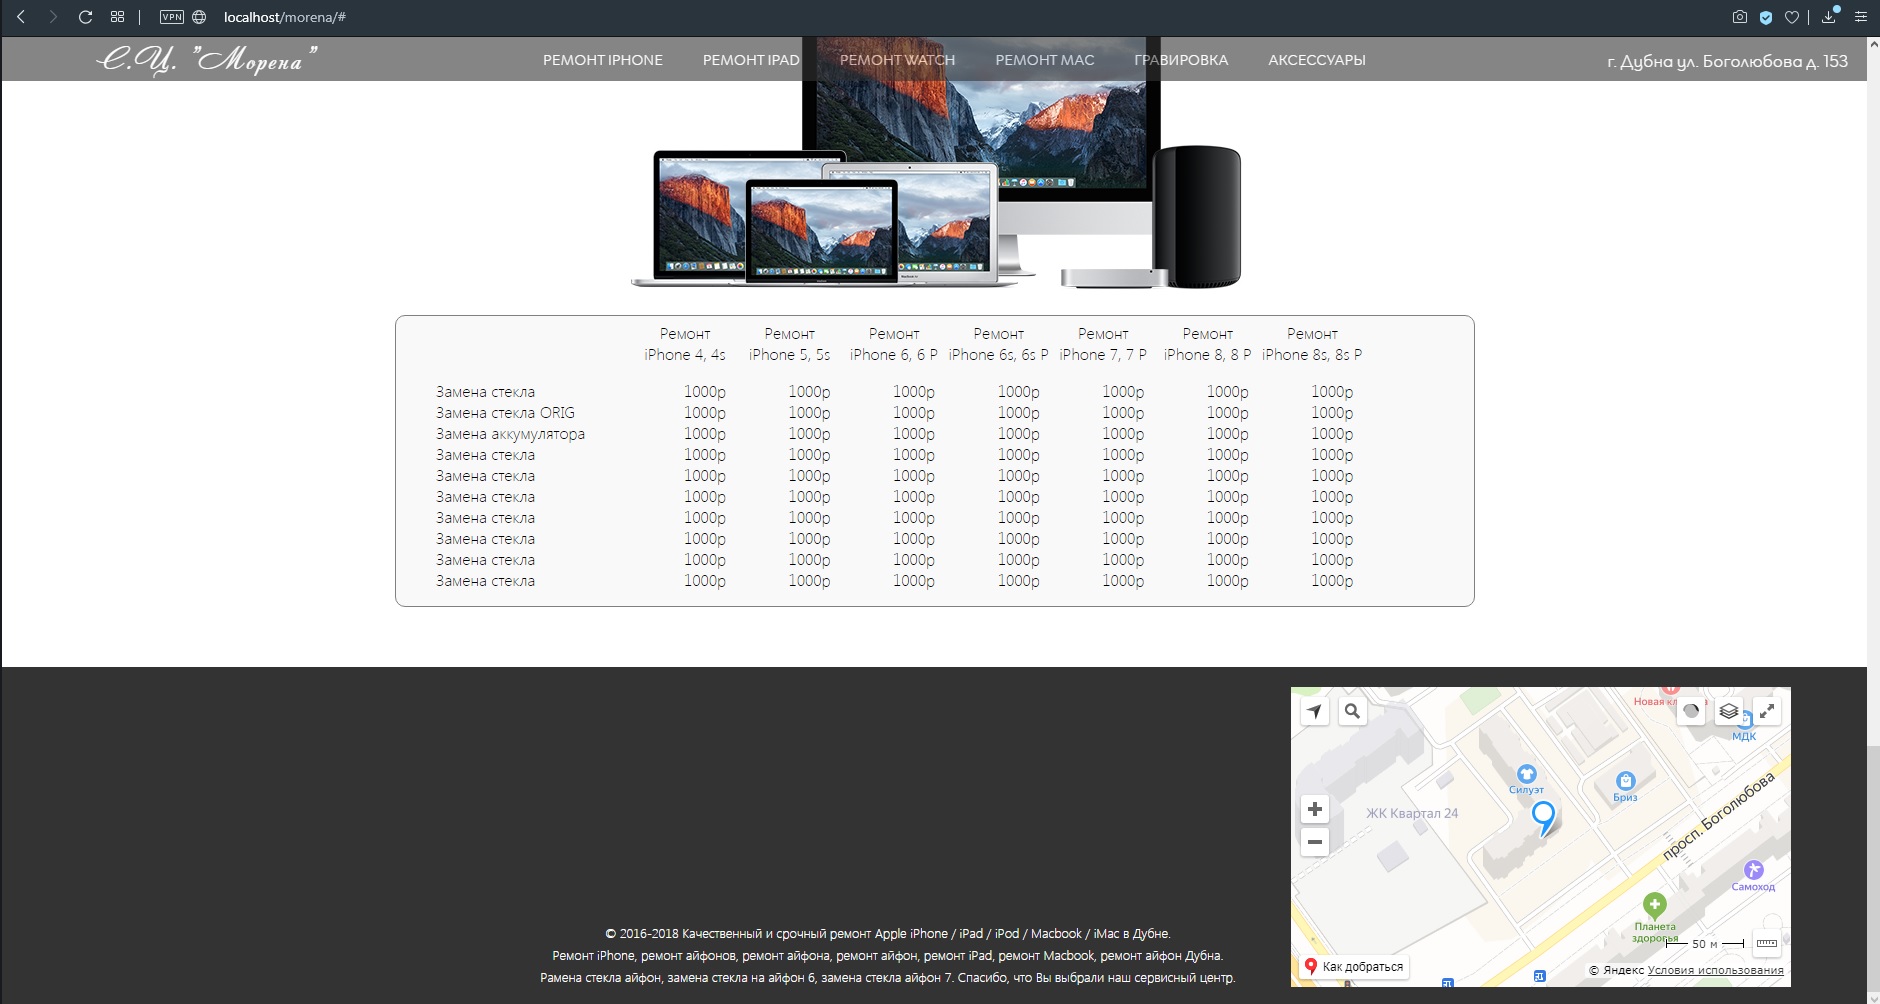 VPN
localhost/morena/#
С.Ц. "Морена"
РЕМОНТ IPHONE
РЕМОНТ IPAD
РЕМОНТ WATCH
РЕМОНТ MAC
ГРАВИРОВКА
АКСЕССУАРЫ
г. Дубна ул. Боголюбова д. 153
Ремонт Ремонт Ремонт Ремонт Ремонт Ремонт Ремонт
iPhone 4, 4s iPhone 5, 5s iPhone 6, 6 P iPhone 6s, 6s P iPhone 7, 7 P iPhone 8, 8 P iPhone 8s, 8s P
Замена стекла 1000р 1000р 1000р 1000р 1000р 1000р 1000р
Замена стекла ORIG 1000р 1000р 1000р 1000р 1000р 1000р 1000р
Замена аккумулятора 1000р 1000р 1000р 1000р 1000р 1000р 1000р
Замена стекла 1000р 1000р 1000р 1000р 1000р 1000р 1000р
Замена стекла 1000р 1000р 1000р 1000р 1000р 1000р 1000р
Замена стекла 1000р 1000р 1000р 1000р 1000р 1000р 1000р
Замена стекла 1000р 1000р 1000р 1000р 1000р 1000р 1000р
Замена стекла 1000р 1000р 1000р 1000р 1000р 1000р 1000р
Замена стекла 1000р 1000р 1000р 1000р 1000р 1000р 1000р
Замена стекла 1000р 1000р 1000р 1000р 1000р 1000р 1000р
Новая
МДК
Силуэт
Бриз
ЖК Квартал 24
просп. Боголюбова
Самоход
Планета
здоровья
50 м
Как добраться
© Яндекс Условия использования
© 2016-2018 Качественный и срочный ремонт Apple iPhone / iPad / iPod / Macbook / iMac в Дубне.
Ремонт iPhone, ремонт айфонов, ремонт айфона, ремонт айфон, ремонт iPad, ремонт Macbook, ремонт айфон Дубна.
Рамена стекла айфон, замена стекла на айфон 6, замена стекла айфон 7. Спасибо, что Вы выбрали наш сервисный центр.